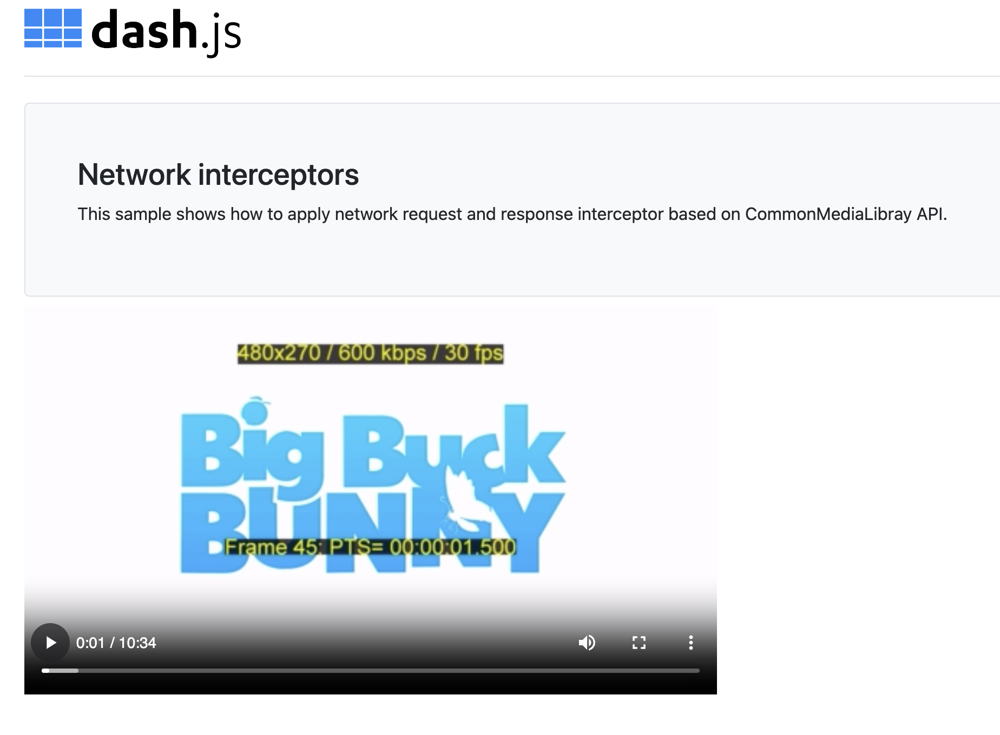 dash.js
Network interceptors
This sample shows how to apply network request and response interceptor based on CommonMediaLibray API.
480x270 / 600 kbps / 30 fps
Big Buck
BUNNY
Frame 45: PTS= 00:00:01.500
0:01 / 10:34